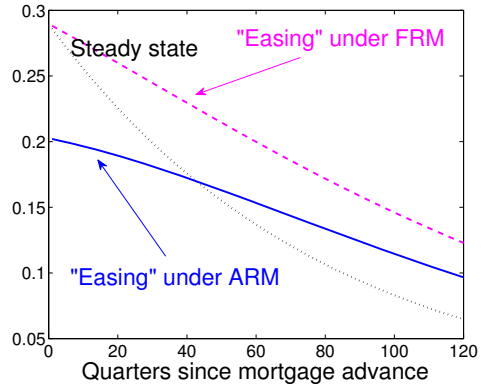 0.3
"Easing" under FRM
Steady state
0.25
0.2
0.15
"Easing" under ARM
0.1
0.05
0 20 40 60 80 100 120
Quarters since mortgage advance